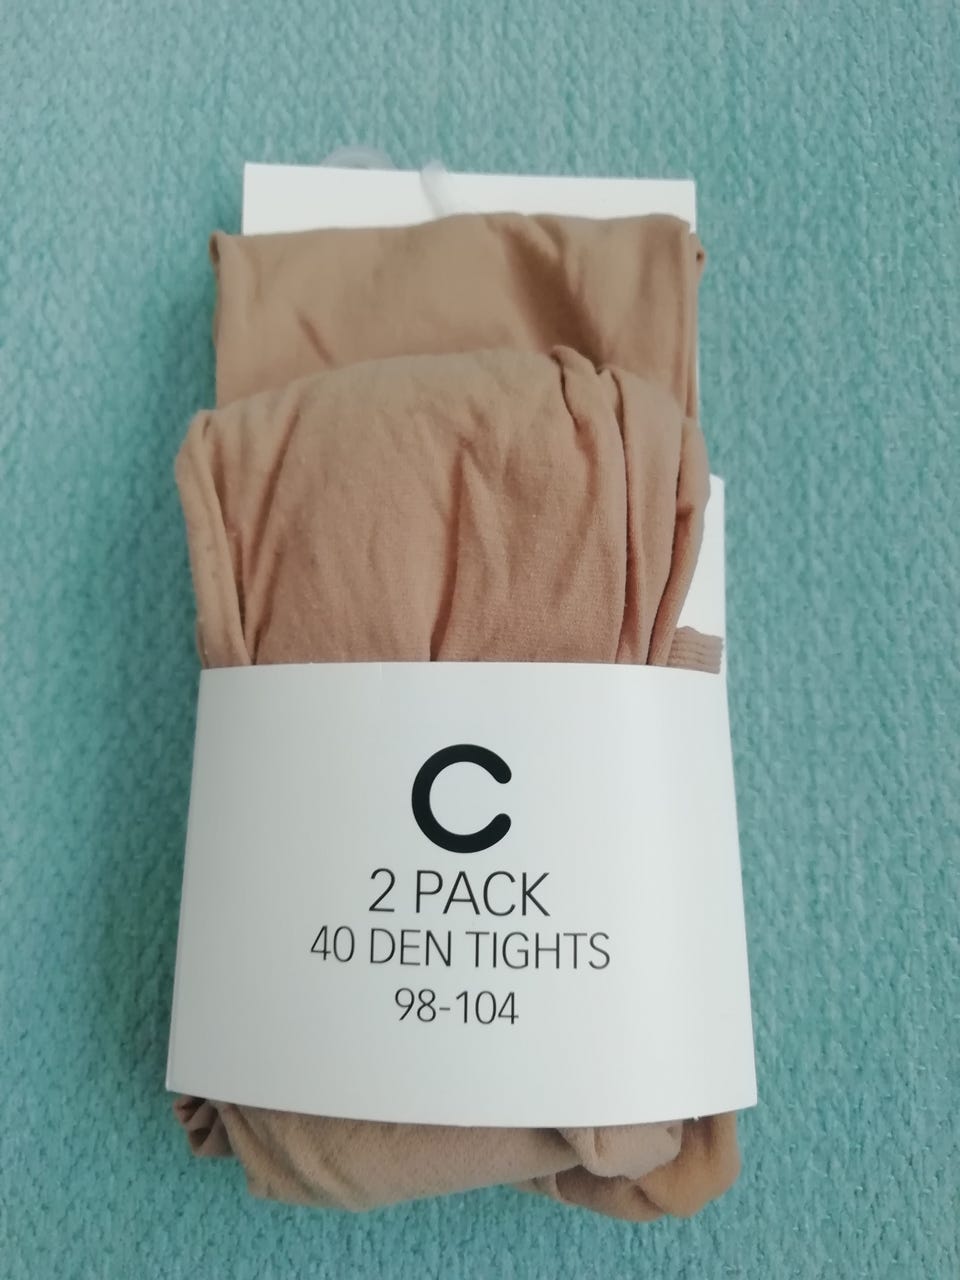 C
2 PACK
40 DEN TIGHTS
98-104